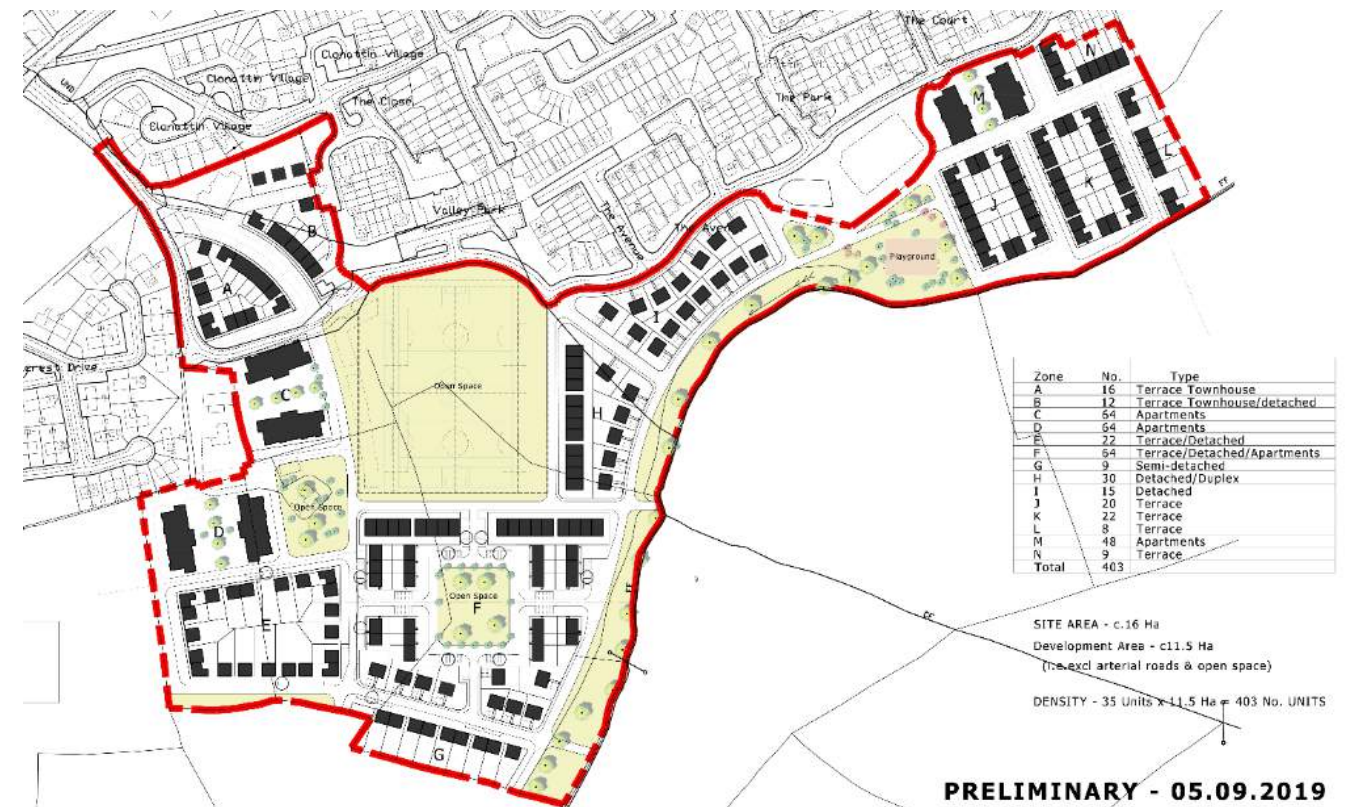 The Court
Clonattin Village
Clonattin Village
The Close
Clonattin Village
The Park
N
M
L
K
J
Valley Park
The Avenue
B
A
Playground
I
Open Space
C
H
Open Space
D
Open Space
F
E
G
FF
FF
FF
Zone No. Type
A 16 Terrace Townhouse
B 12 Terrace Townhouse/detached
C 64 Apartments
D 64 Apartments
E 22 Terrace/Detached
F 64 Terrace/Detached/Apartments
G 9 Semi-detached
H 30 Detached/Duplex
I 15 Detached
J 20 Terrace
K 22 Terrace
L 8 Terrace
M 48 Apartments
N 9 Terrace
Total 403
SITE AREA - c.16 Ha
Development Area - c11.5 Ha
(i.e.excl arterial roads & open space)
DENSITY - 35 Units x 11.5 Ha = 403 No. UNITS
PRELIMINARY - 05.09.2019